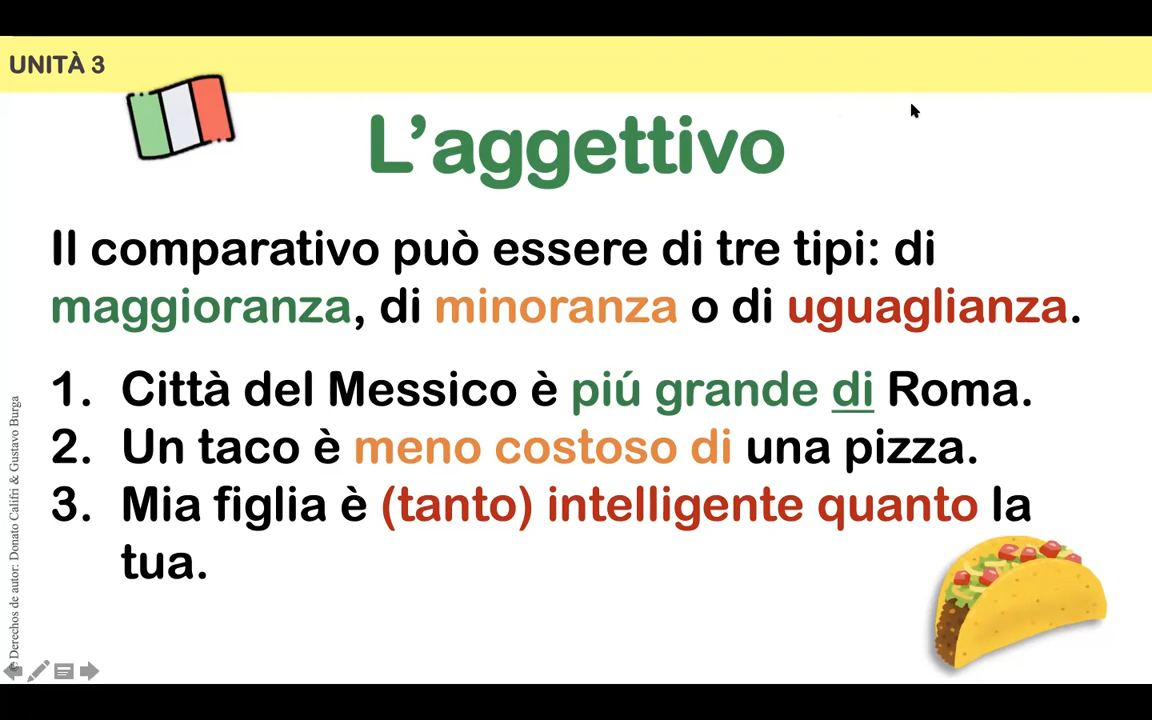 UNITÀ 3
L’aggettivo
Il comparativo può essere di tre tipi: di
maggioranza, di minoranza o di uguaglianza.
1. Città del Messico è piú grande di Roma.
2. Un taco è meno costoso di una pizza.
3. Mia figlia è (tanto) intelligente quanto la
tua.
© Derechos de autor: Donato Califri & Gustavo Burga